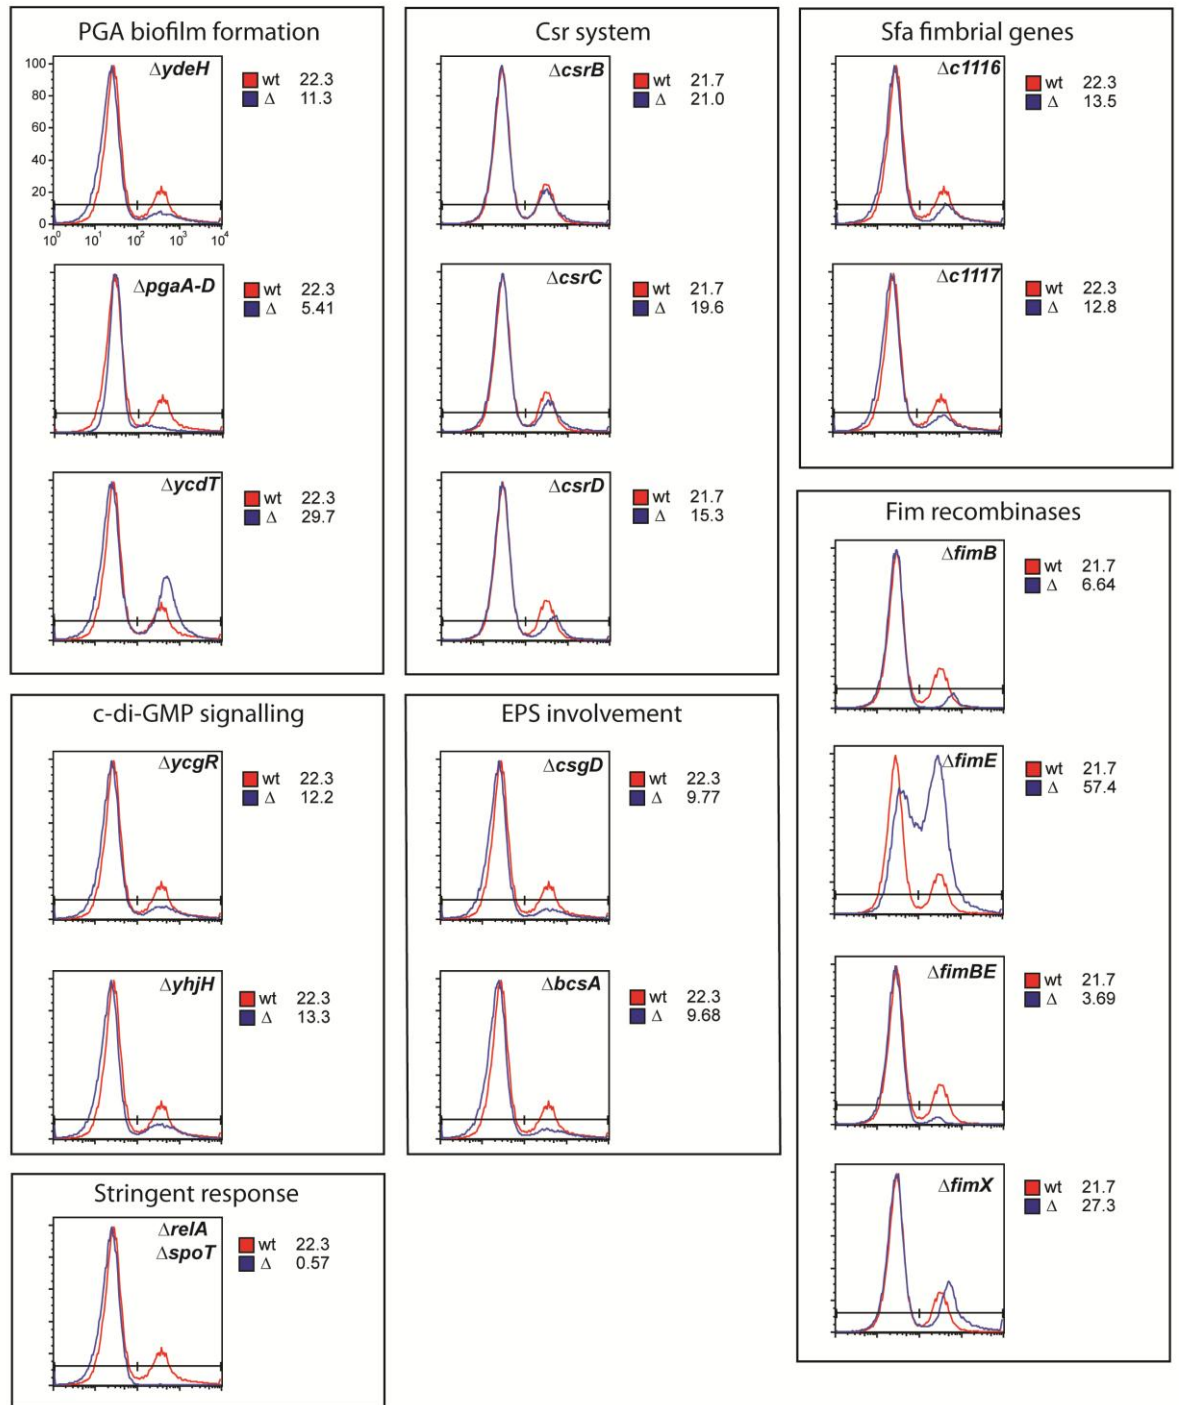 PGA biofilm formation
ΔydeH
wt 22.3
Δ 11.3
100
80
60
40
20
0
10⁰ 10¹ 10² 10³ 10⁴
ΔpgaA-D
wt 22.3
Δ 5.41
ΔycdT
wt 22.3
Δ 29.7
Csr system
ΔcsrB
wt 21.7
Δ 21.0
ΔcsrC
wt 21.7
Δ 19.6
ΔcsrD
wt 21.7
Δ 15.3
Sfa fimbrial genes
Δc1116
wt 22.3
Δ 13.5
Δc1117
wt 22.3
Δ 12.8
Fim recombinases
ΔfimB
wt 21.7
Δ 6.64
ΔfimE
wt 21.7
Δ 57.4
ΔfimBE
wt 21.7
Δ 3.69
ΔfimX
wt 21.7
Δ 27.3
c-di-GMP signalling
ΔycgR
wt 22.3
Δ 12.2
ΔyhjH
wt 22.3
Δ 13.3
EPS involvement
ΔcsgD
wt 22.3
Δ 9.77
ΔbcsA
wt 22.3
Δ 9.68
Stringent response
ΔrelA
ΔspoT
wt 22.3
Δ 0.57